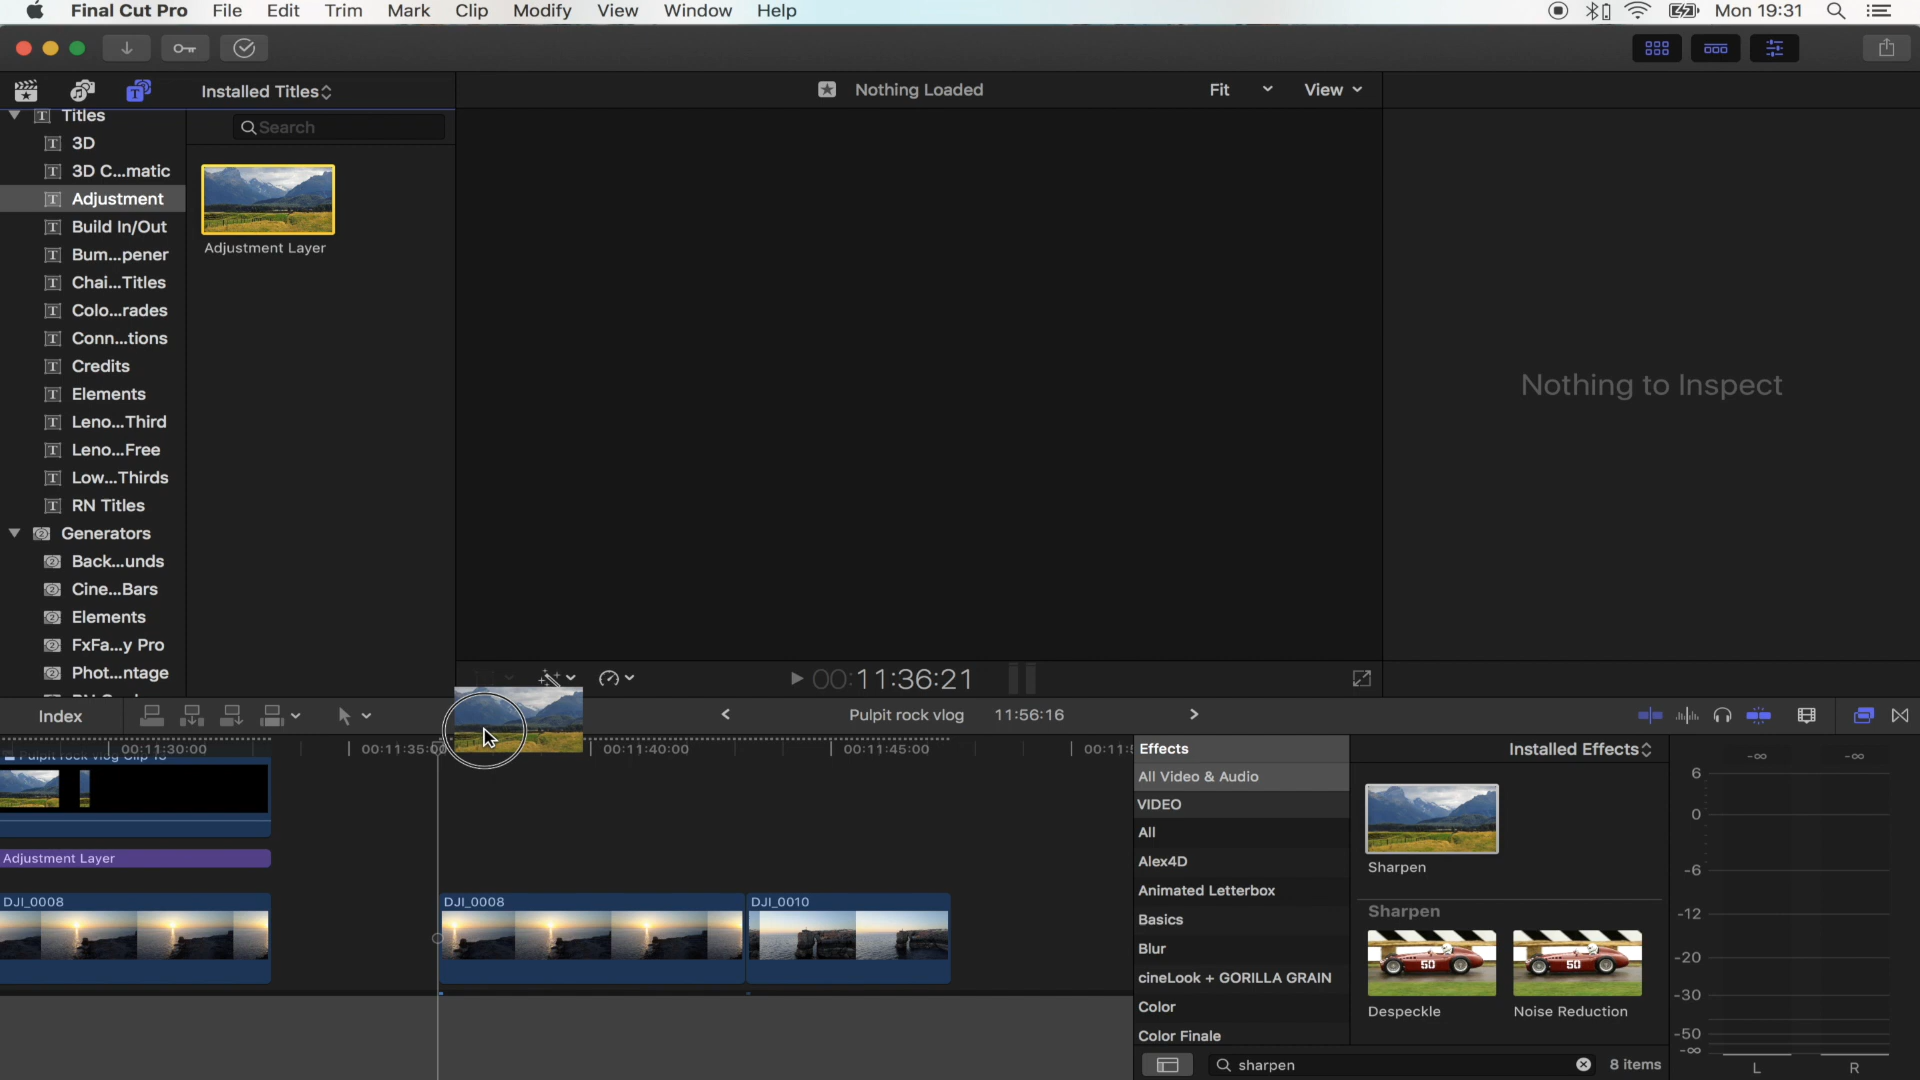 Final Cut Pro File Edit Trim Mark Clip Modify View Window Help Mon 19:31
Installed Titles Nothing Loaded Fit View
Titles
Search
3D
3D C...matic
Adjustment
Build In/Out
Adjustment Layer
Bum...pener
Chai...Titles
Colo...rades
Conn...tions
Credits
Elements
Leno...Third
Leno...Free
Low...Thirds
RN Titles
Generators
Back...unds
Cine...Bars
Elements
FxFa...y Pro
Phot...ntage
Nothing to Inspect
00:11:36:21
Index Pulpit rock vlog 11:56:16
00:11:30:00 00:11:35:00 00:11:40:00 00:11:45:00
Pulpit rock vlog Clip
Adjustment Layer
DJI_0008 DJI_0008 DJI_0010
Effects Installed Effects
All Video & Audio
VIDEO
All
Alex4D
Animated Letterbox
Basics
Blur
cineLook + GORILLA GRAIN
Color
Color Finale
Sharpen
Sharpen
50 50
Despeckle Noise Reduction
sharpen 8 items
-∞ -∞
6
0
-6
-12
-20
-30
-50
-∞
L R